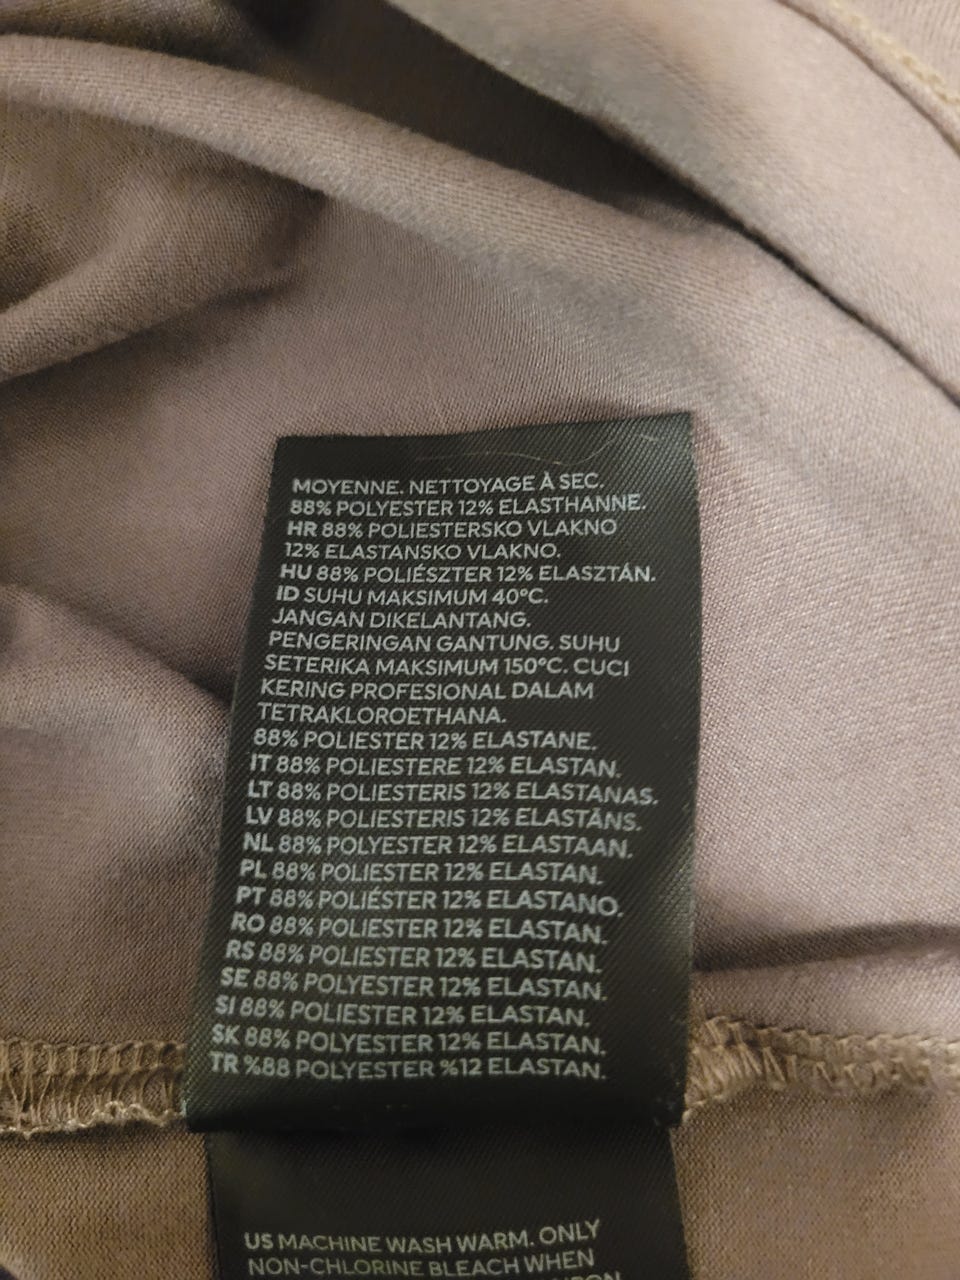 MOYENNE. NETTOYAGE À SEC.
88% POLYESTER 12% ELASTHANNE.
HR 88% POLIESTERSKO VLAKNO
12% ELASTANSKO VLAKNO.
HU 88% POLIÉSZTER 12% ELASZTÁN.
ID SUHU MAKSIMUM 40°C.
JANGAN DIKELANTANG.
PENGERINGAN GANTUNG. SUHU
SETERIKA MAKSIMUM 150°C. CUCI
KERING PROFESIONAL DALAM
TETRAKLOROETHANA.
88% POLIESTER 12% ELASTANE.
IT 88% POLIESTERE 12% ELASTAN.
LT 88% POLIESTERIS 12% ELASTANAS.
LV 88% POLIESTERIS 12% ELASTĀNS.
NL 88% POLYESTER 12% ELASTAAN.
PL 88% POLIESTER 12% ELASTAN.
PT 88% POLIÉSTER 12% ELASTANO.
RO 88% POLIESTER 12% ELASTAN.
RS 88% POLIESTER 12% ELASTAN.
SE 88% POLYESTER 12% ELASTAN.
SI 88% POLIESTER 12% ELASTAN.
SK 88% POLYESTER 12% ELASTAN.
TR %88 POLYESTER %12 ELASTAN.
US MACHINE WASH WARM. ONLY
NON-CHLORINE BLEACH WHEN